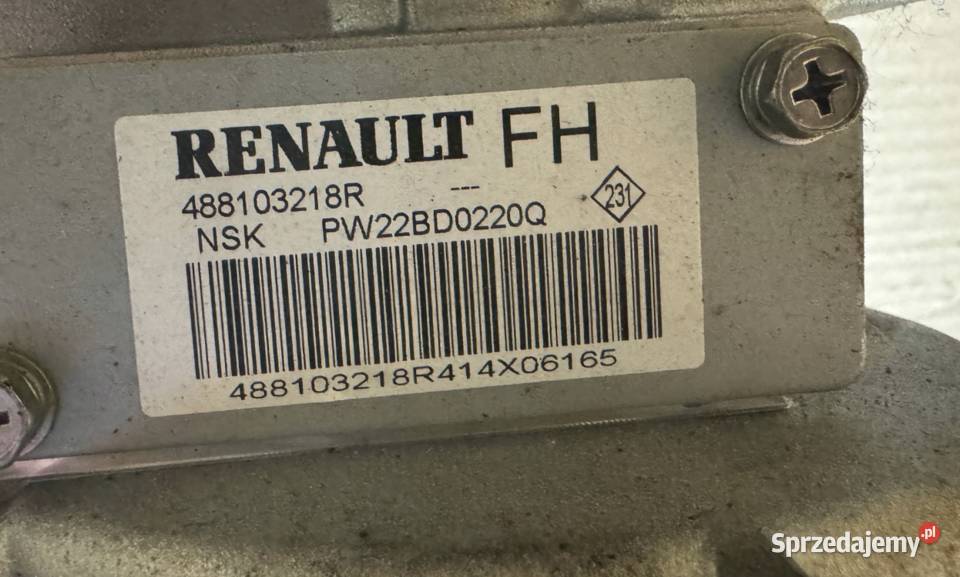 RENAULT FH
488103218R --- 231
NSK PW22BD0220Q
488103218R414X06165
Sprzedajemy.pl